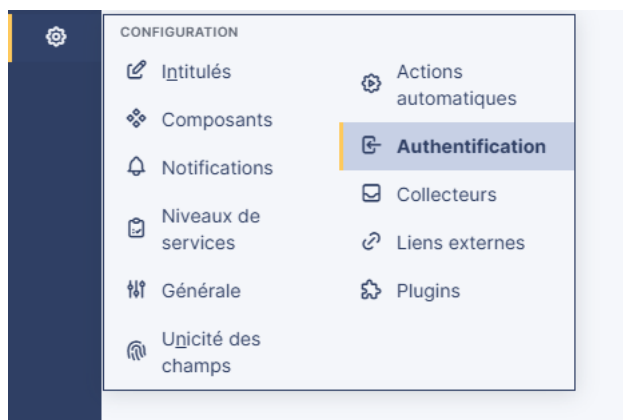 CONFIGURATION
Intitulés
Composants
Notifications
Niveaux de
services
Générale
Unicité des
champs
Actions
automatiques
Authentification
Collecteurs
Liens externes
Plugins